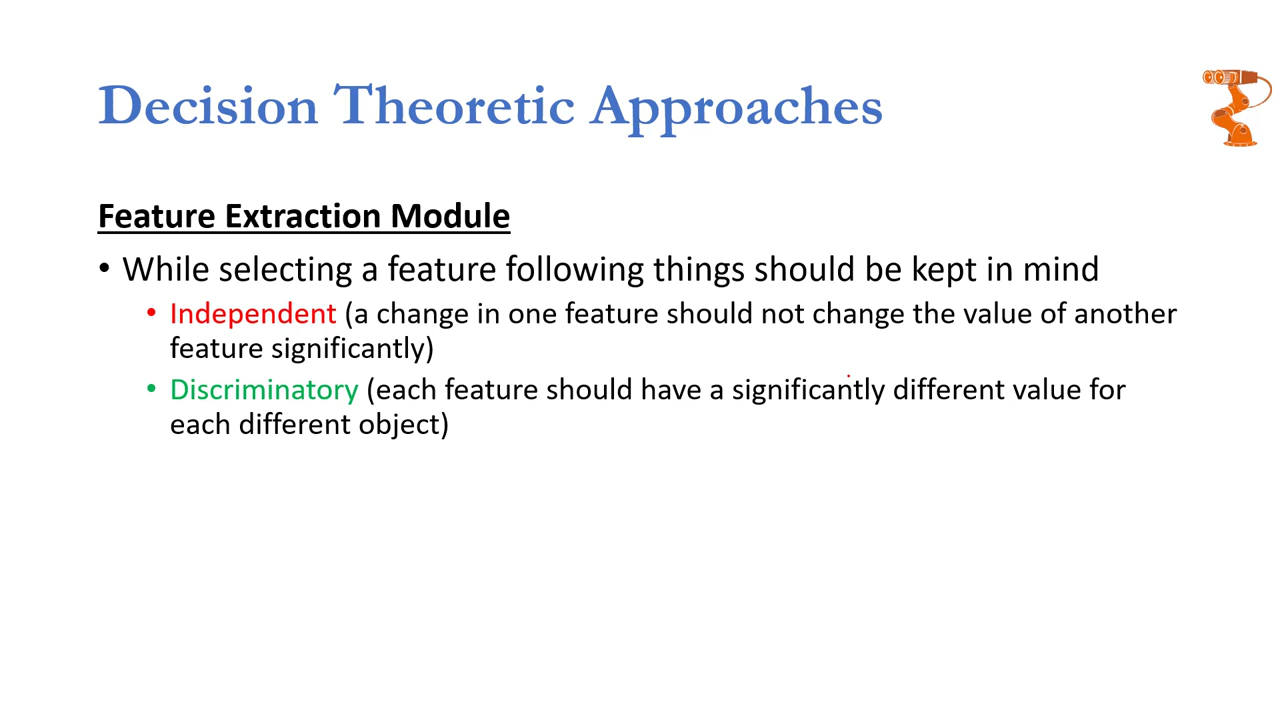 Decision Theoretic Approaches
Feature Extraction Module
• While selecting a feature following things should be kept in mind
• Independent (a change in one feature should not change the value of another
feature significantly)
• Discriminatory (each feature should have a significantly different value for
each different object)